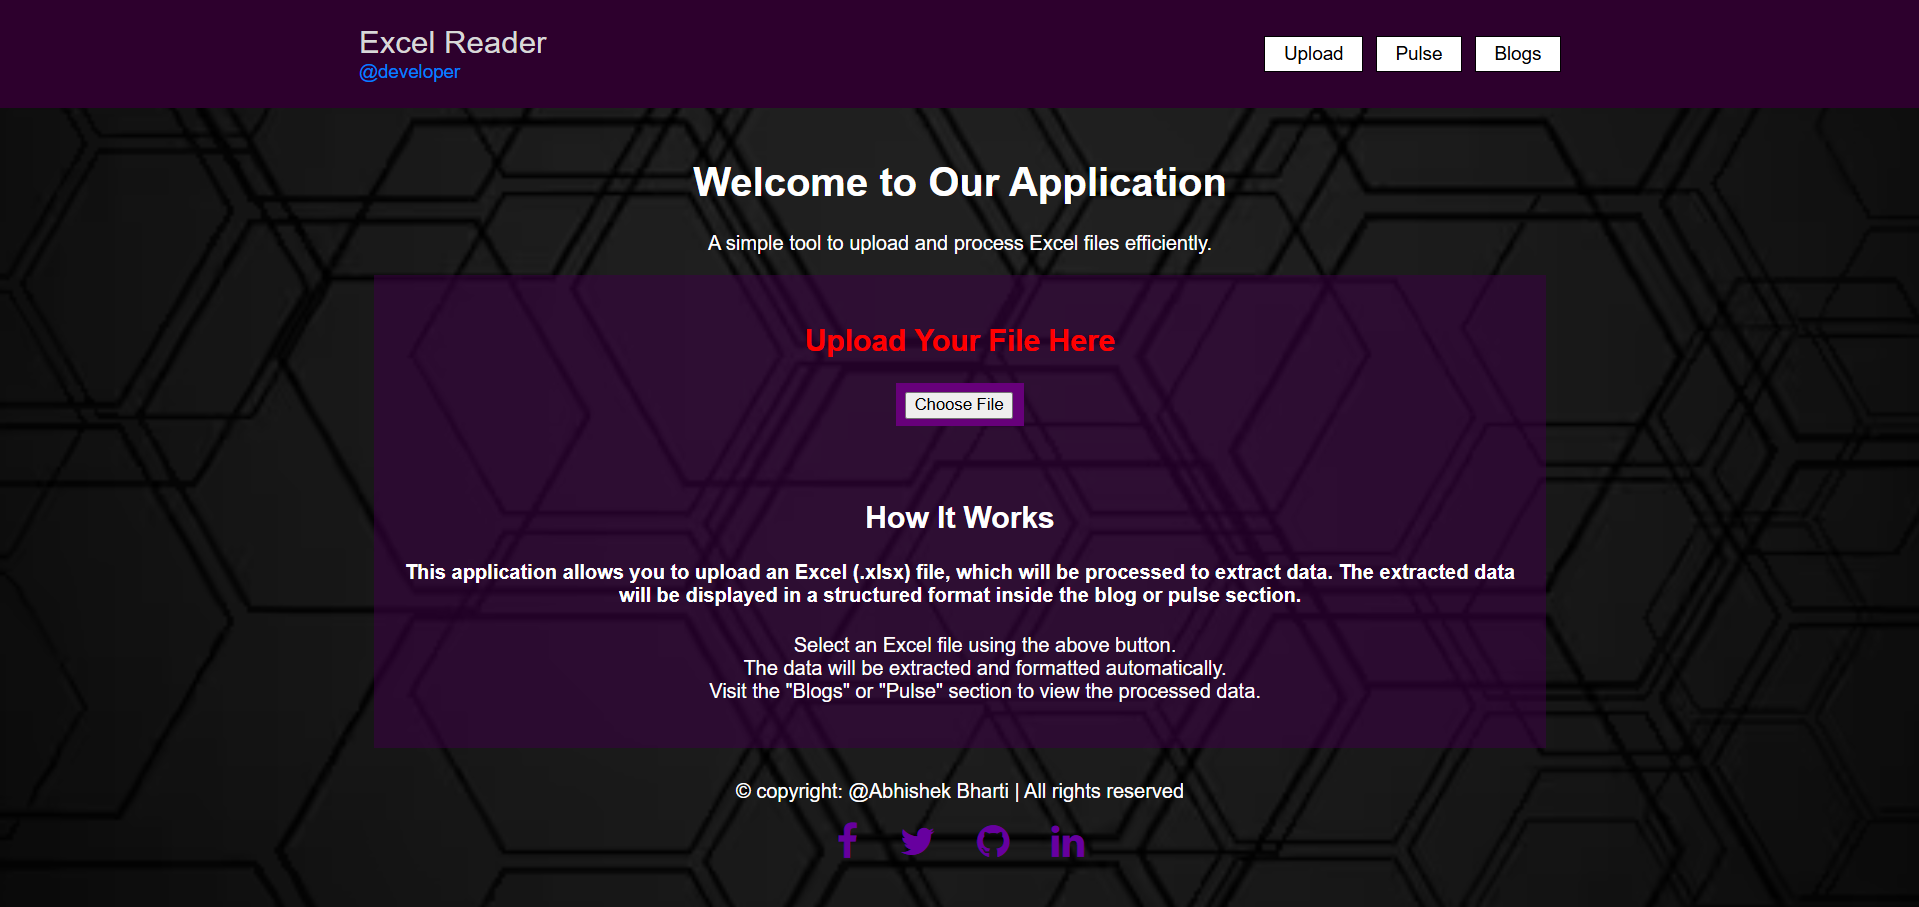 Excel Reader
@developer
Upload
Pulse
Blogs
Welcome to Our Application
A simple tool to upload and process Excel files efficiently.
Upload Your File Here
Choose File
How It Works
This application allows you to upload an Excel (.xlsx) file, which will be processed to extract data. The extracted data
will be displayed in a structured format inside the blog or pulse section.
Select an Excel file using the above button.
The data will be extracted and formatted automatically.
Visit the "Blogs" or "Pulse" section to view the processed data.
© copyright: @Abhishek Bharti | All rights reserved